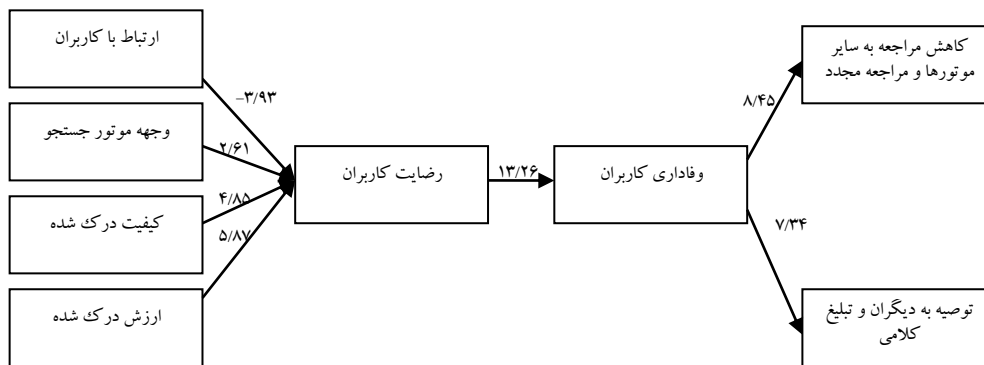 ارتباط با کاربران
-۳/۹۳
وجهه موتور جستجو
۲/۶۱
کیفیت درک شده
۴/۸۵
ارزش درک شده
۵/۸۷
رضایت کاربران
۱۳/۲۶
وفاداری کاربران
۸/۴۵
کاهش مراجعه به سایر
موتورها و مراجعه مجدد
۷/۳۴
توصیه به دیگران و تبلیغ
کلامی